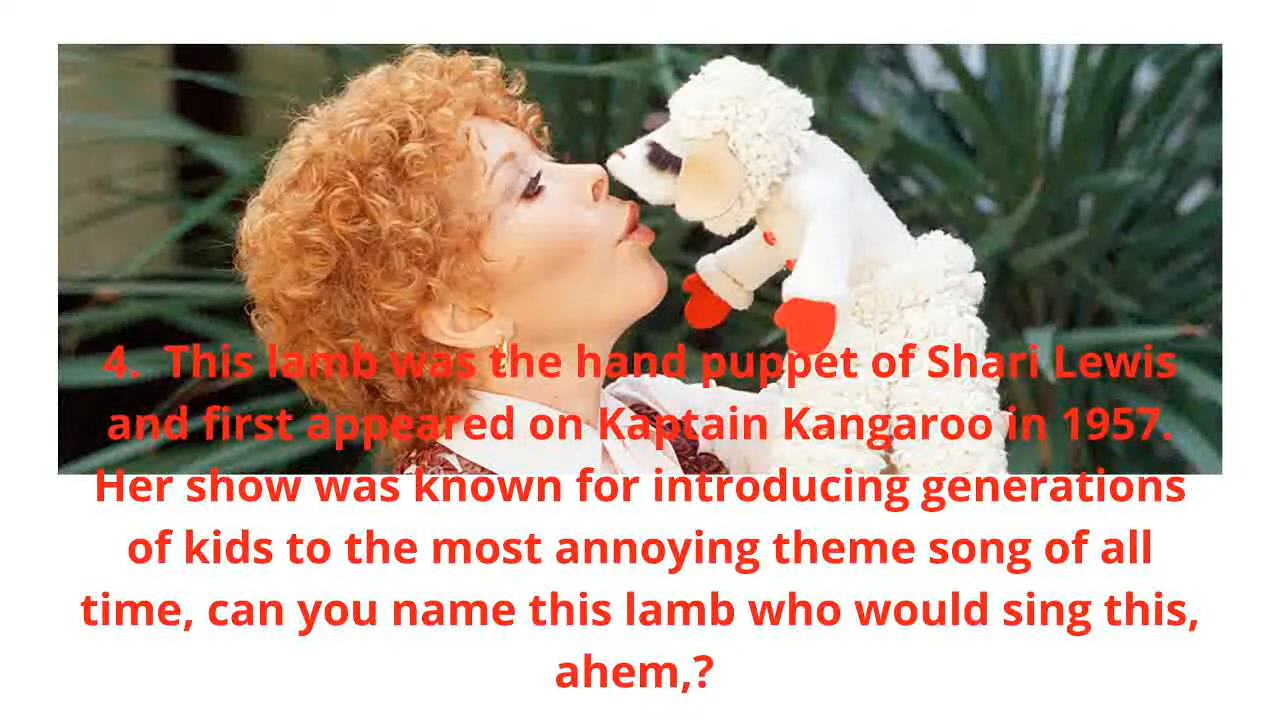 4. This lamb was the hand puppet of Shari Lewis
and first appeared on Kaptain Kangaroo in 1957.
Her show was known for introducing generations
of kids to the most annoying theme song of all
time, can you name this lamb who would sing this,
ahem,?